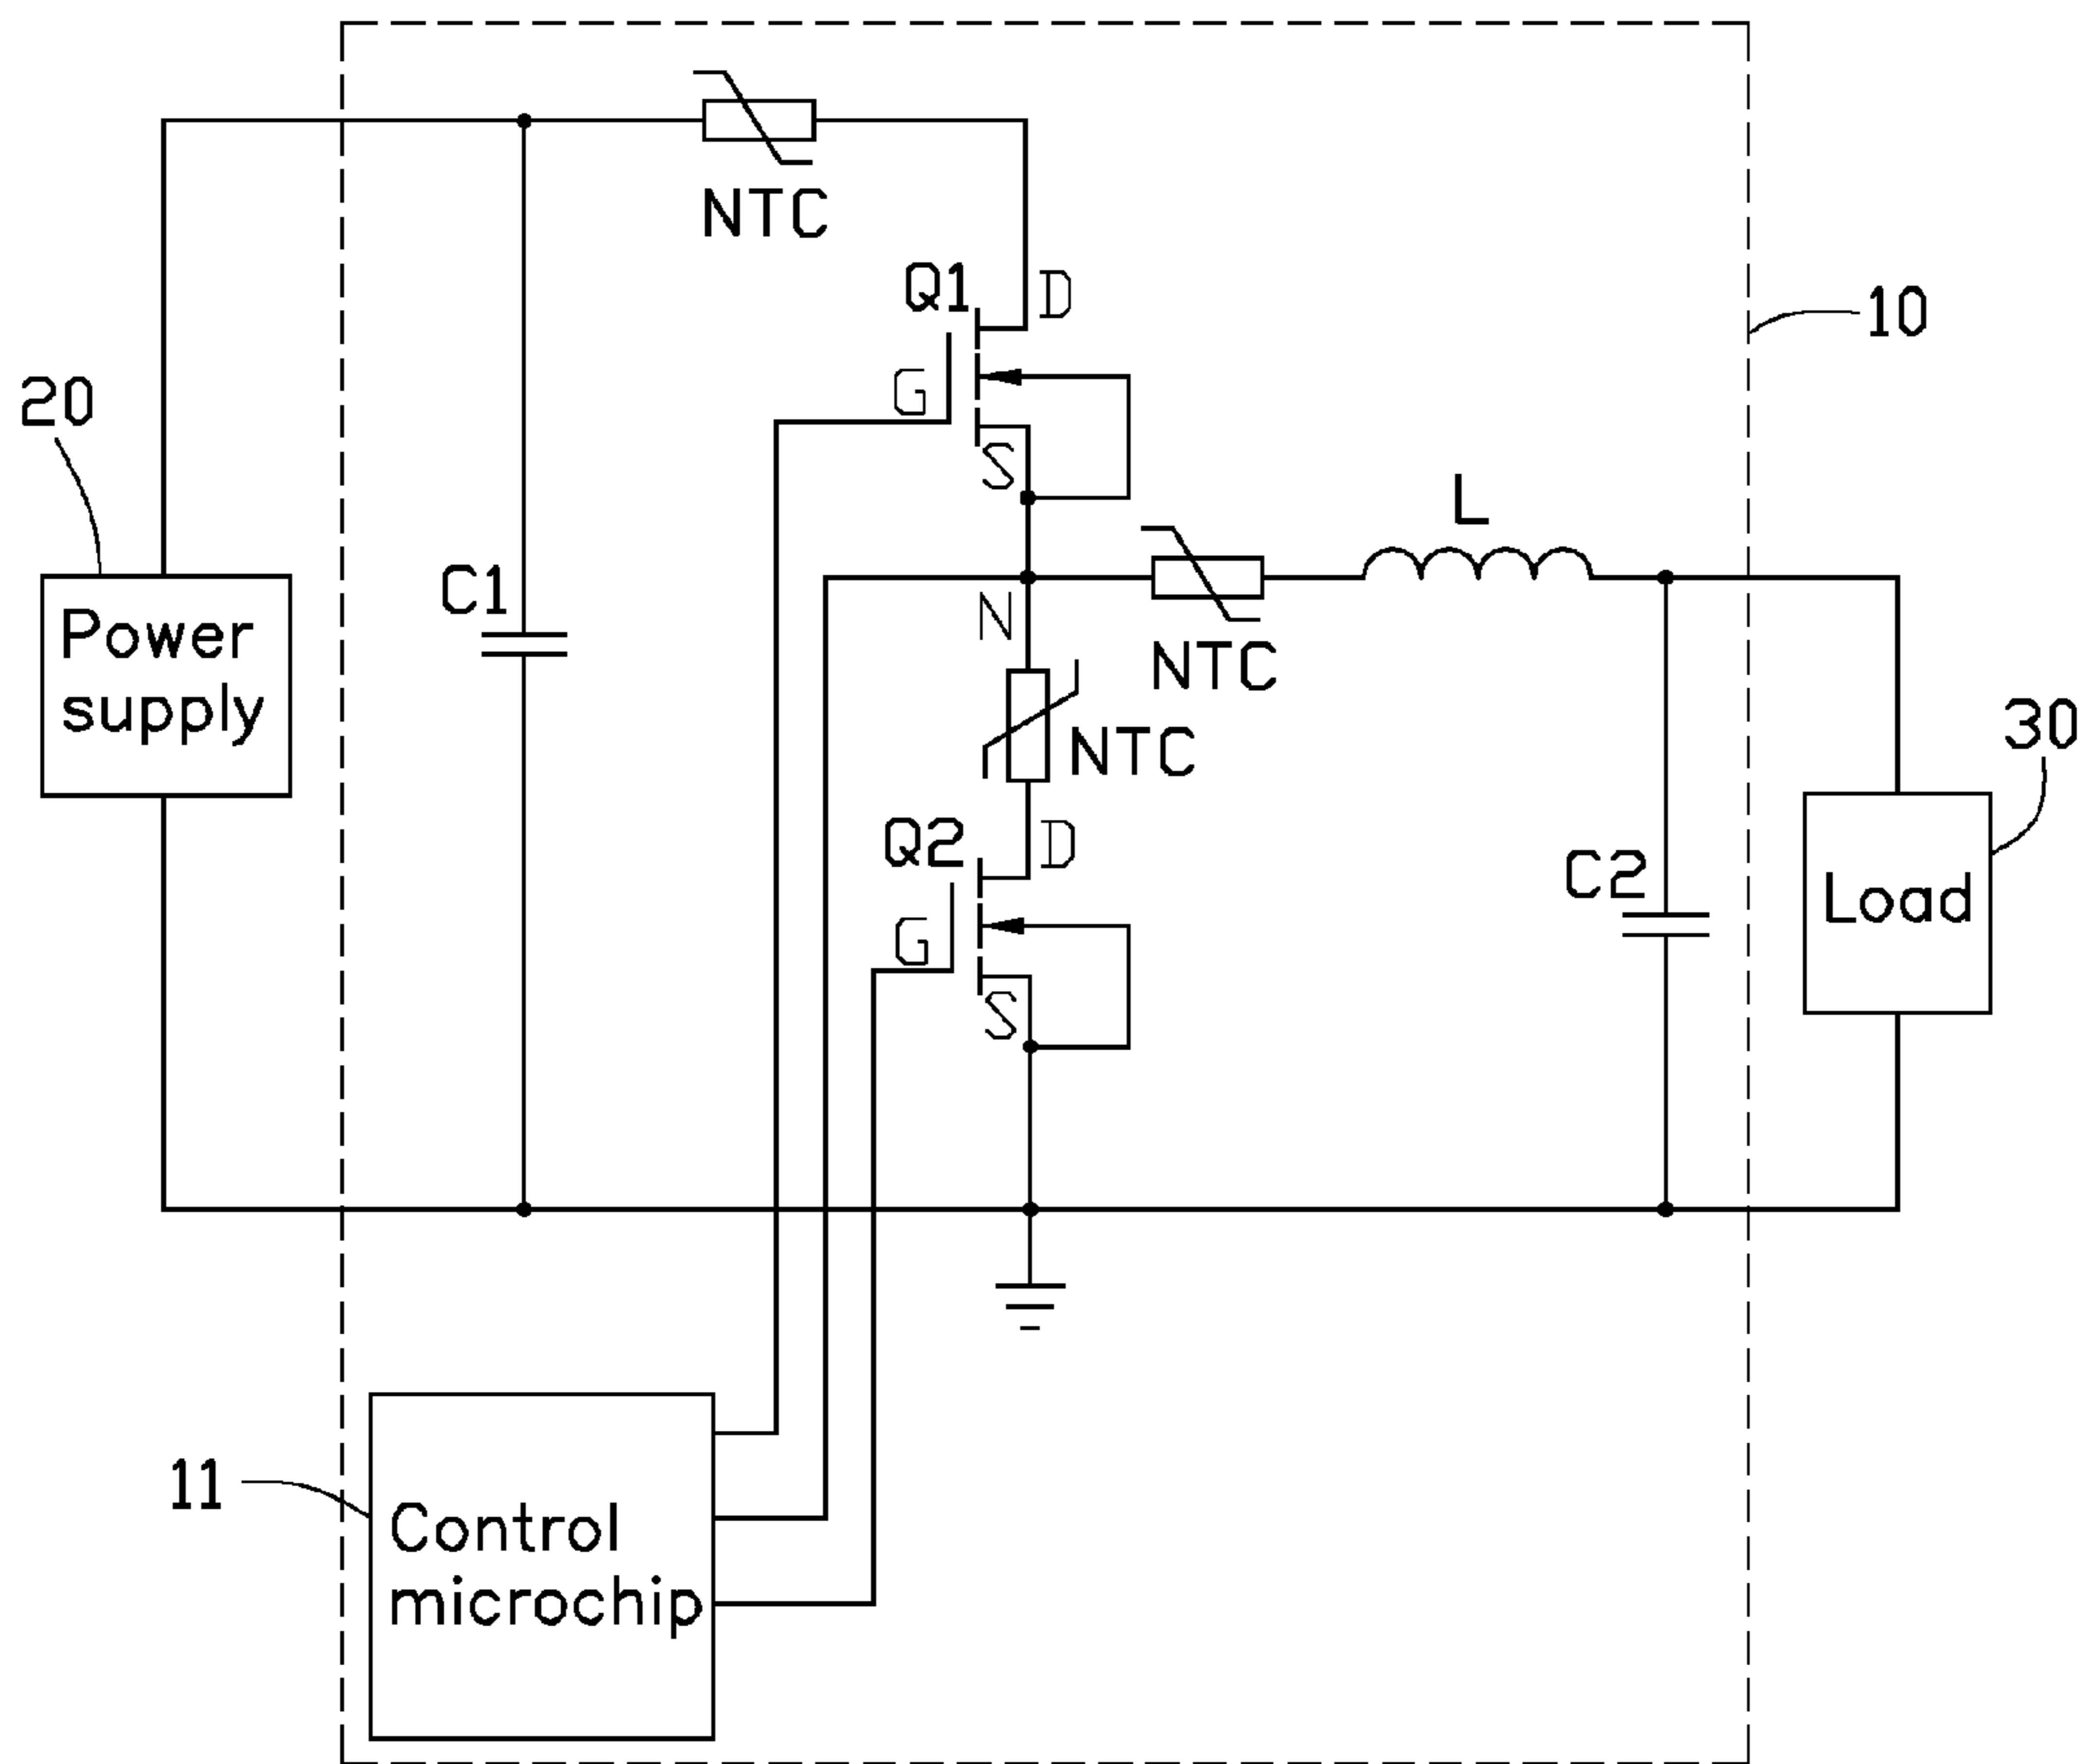 NTC
Q1
D
10
G
20
S
L
C1
Power
supply
N
NTC
NTC
30
Q2
D
C2
Load
G
S
11
Control
microchip